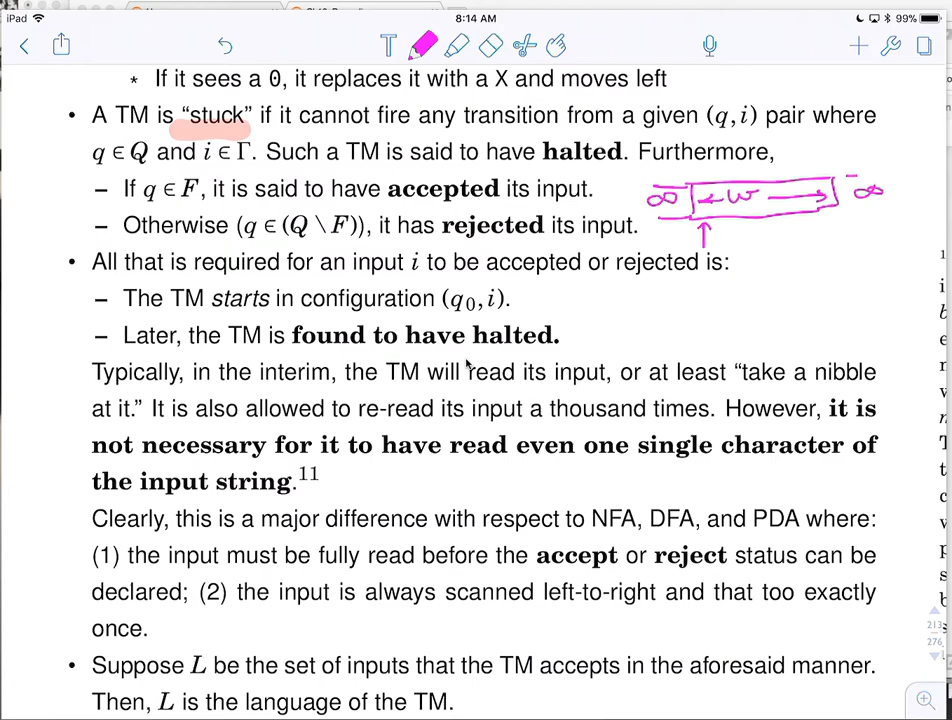 iPad 8:14 AM 99%
T
* If it sees a 0, it replaces it with a X and moves left
• A TM is “stuck” if it cannot fire any transition from a given (q, i) pair where
q ∈ Q and i ∈ Γ. Such a TM is said to have halted. Furthermore,
– If q ∈ F, it is said to have accepted its input.
∞ ← w → ∞
– Otherwise (q ∈ (Q \ F)), it has rejected its input.
• All that is required for an input i to be accepted or rejected is:
– The TM starts in configuration (q₀, i).
– Later, the TM is found to have halted.
Typically, in the interim, the TM will read its input, or at least “take a nibble
at it.” It is also allowed to re-read its input a thousand times. However, it is
not necessary for it to have read even one single character of
the input string.¹¹
Clearly, this is a major difference with respect to NFA, DFA, and PDA where:
(1) the input must be fully read before the accept or reject status can be
declared; (2) the input is always scanned left-to-right and that too exactly
once.
213
276
• Suppose L be the set of inputs that the TM accepts in the aforesaid manner.
Then, L is the language of the TM.